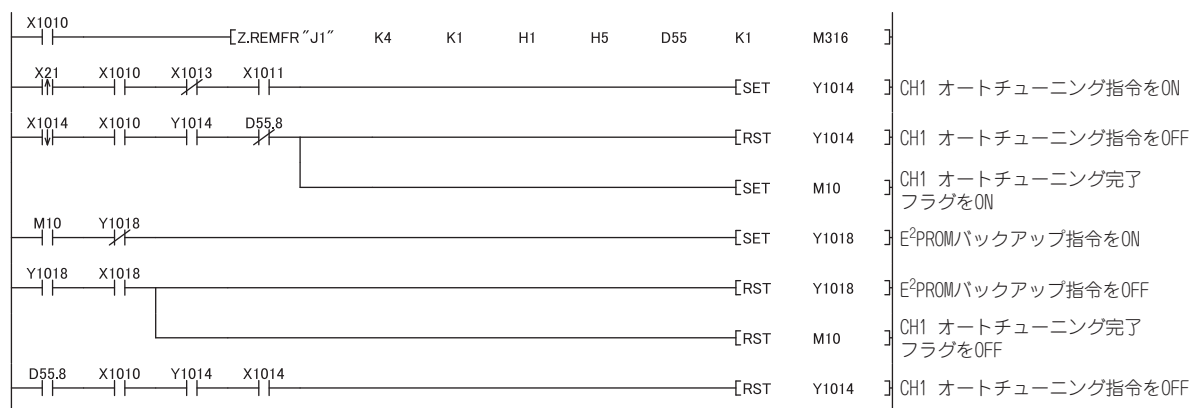 X1010
[Z.REMFR "J1" K4 K1 H1 H5 D55 K1 M316 ]
X21 X1010 X1013 X1011
[SET Y1014 ] CH1 オートチューニング指令をON
X1014 X1010 Y1014 D55.8
[RST Y1014 ] CH1 オートチューニング指令をOFF
[SET M10 ] CH1 オートチューニング完了
フラグをON
M10 Y1018
[SET Y1018 ] E²PROMバックアップ指令をON
Y1018 X1018
[RST Y1018 ] E²PROMバックアップ指令をOFF
[RST M10 ] CH1 オートチューニング完了
フラグをOFF
D55.8 X1010 Y1014 X1014
[RST Y1014 ] CH1 オートチューニング指令をOFF